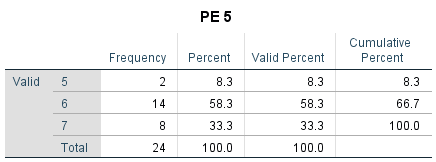 PE 5
Frequency Percent Valid Percent Cumulative Percent
Valid 5 2 8.3 8.3 8.3
6 14 58.3 58.3 66.7
7 8 33.3 33.3 100.0
Total 24 100.0 100.0